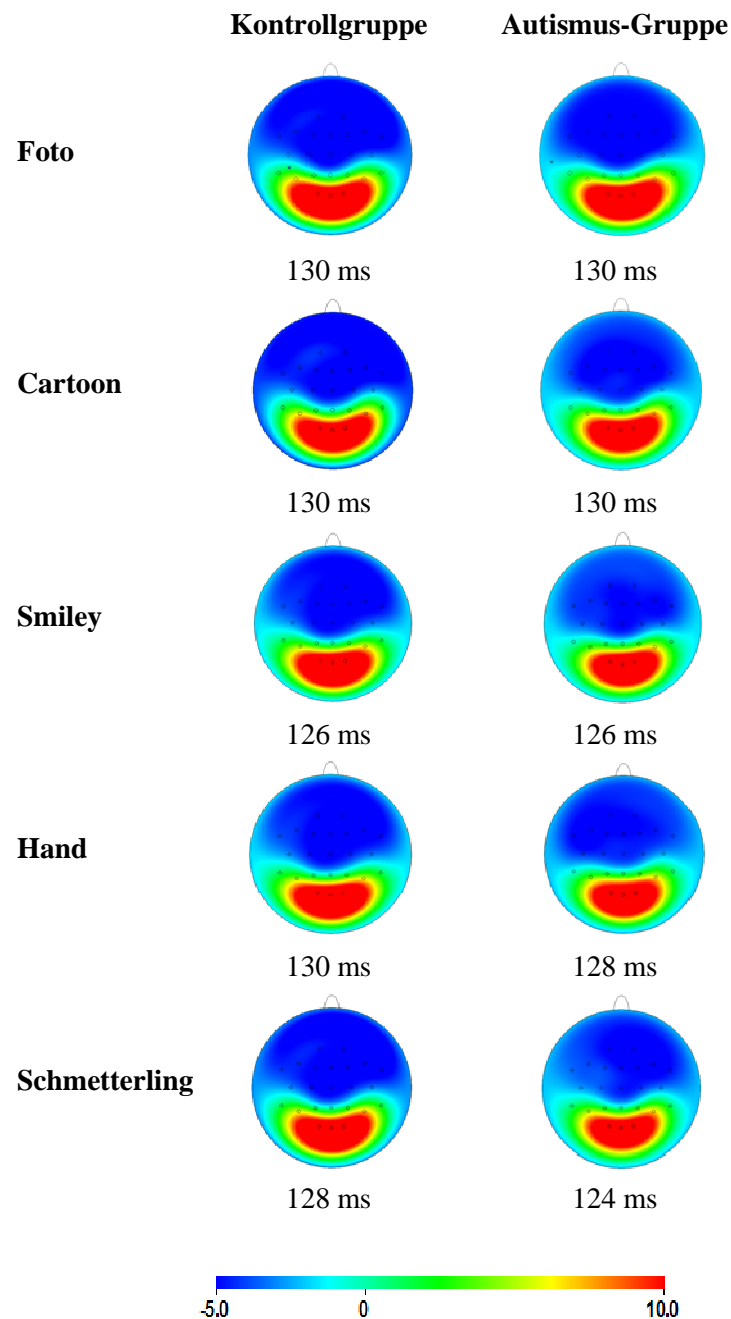 Kontrollgruppe Autismus-Gruppe
Foto
130 ms 130 ms
Cartoon
130 ms 130 ms
Smiley
126 ms 126 ms
Hand
130 ms 128 ms
Schmetterling
128 ms 124 ms
-5.0 0 10.0